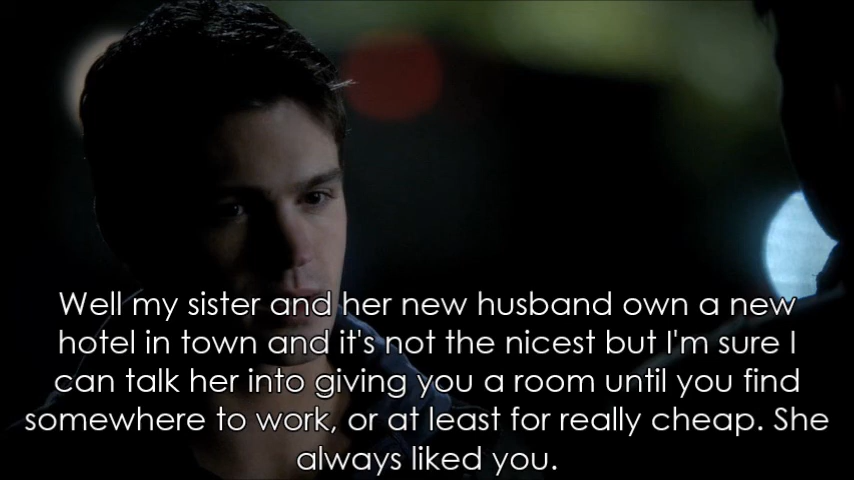 Well my sister and her new husband own a new
hotel in town and it's not the nicest but I'm sure I
can talk her into giving you a room until you find
somewhere to work, or at least for really cheap. She
always liked you.